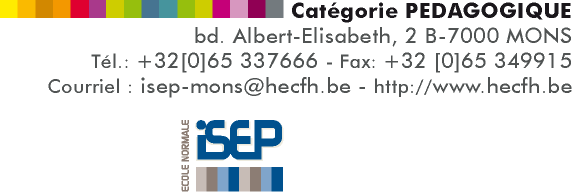 Catégorie PEDAGOGIQUE
bd. Albert-Elisabeth, 2 B-7000 MONS
Tél.: +32[0]65 337666 - Fax: +32 [0]65 349915
Courriel : isep-mons@hecfh.be - http://www.hecfh.be
ECOLE NORMALE
iSEP